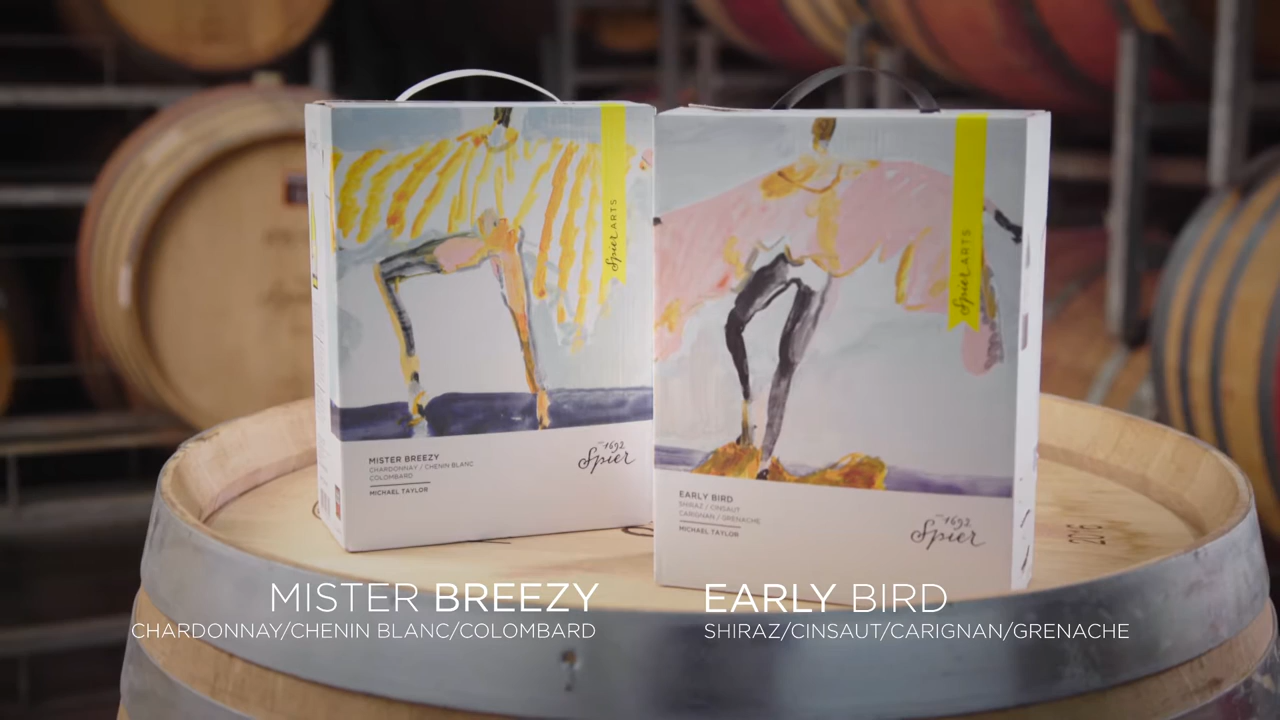 Spier ARTS
MISTER BREEZY
CHARDONNAY / CHENIN BLANC
COLOMBARD
MICHAEL TAYLOR
1692
Spier
Spier ARTS
EARLY BIRD
SHIRAZ / CINSAUT
CARIGNAN / GRENACHE
MICHAEL TAYLOR
1692
Spier
MISTER BREEZY
CHARDONNAY/CHENIN BLANC/COLOMBARD
EARLY BIRD
SHIRAZ/CINSAUT/CARIGNAN/GRENACHE